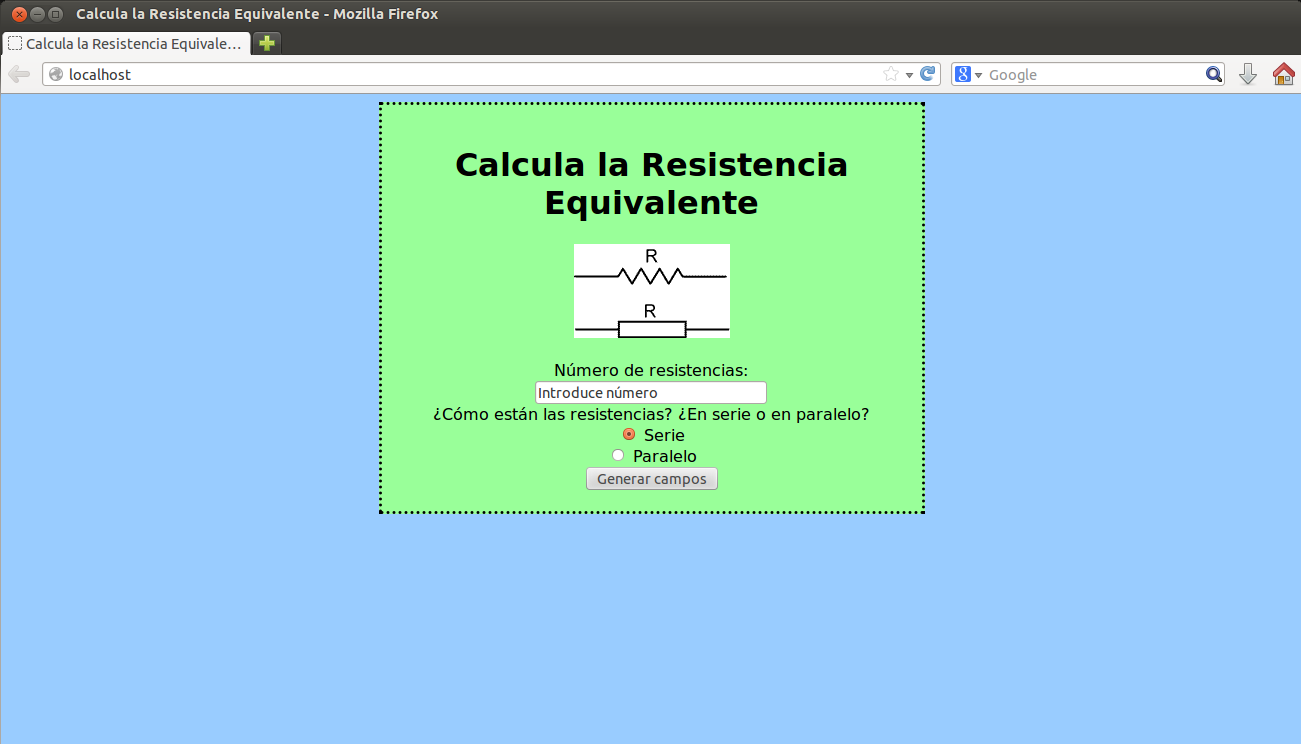 Calcula la Resistencia Equivalente - Mozilla Firefox
Calcula la Resistencia Equivale...
localhost
8
Google
Calcula la Resistencia
Equivalente
R
R
Número de resistencias:
Introduce número
¿Cómo están las resistencias? ¿En serie o en paralelo?
Serie
Paralelo
Generar campos